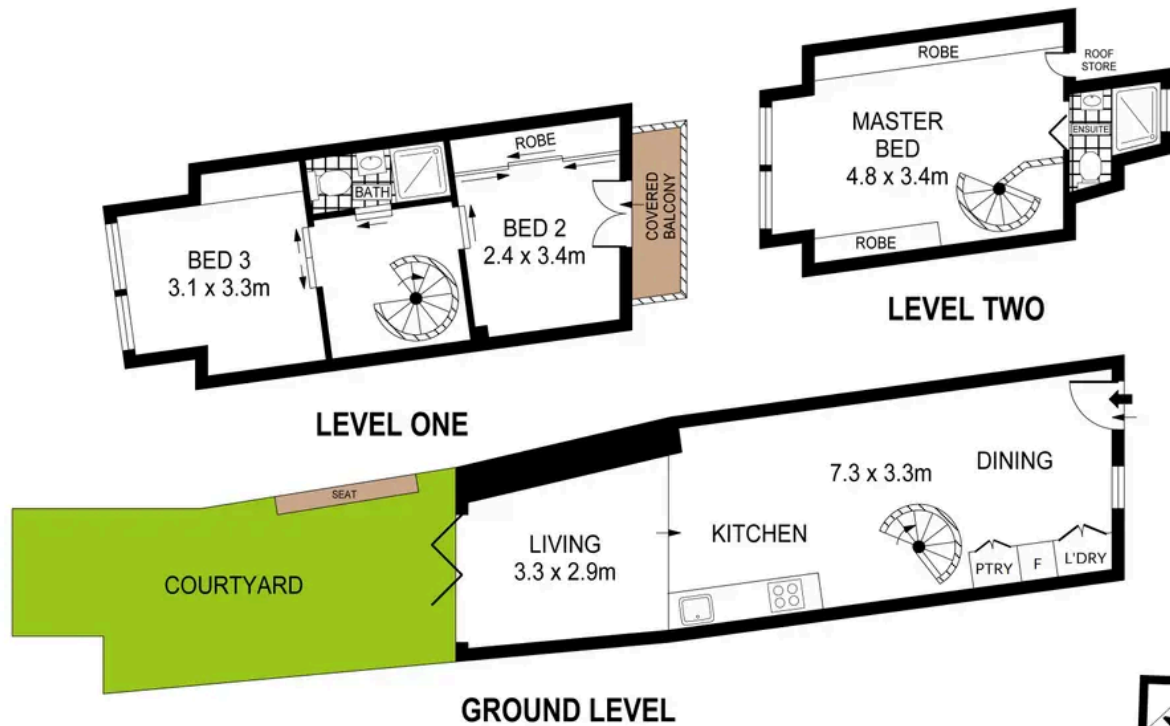 ROBE
ROOF
STORE
MASTER
BED
4.8 x 3.4m
ENSUITE
ROBE
LEVEL TWO
ROBE
BATH
BED 2
2.4 x 3.4m
COVERED
BALCONY
BED 3
3.1 x 3.3m
LEVEL ONE
SEAT
COURTYARD
LIVING
3.3 x 2.9m
KITCHEN
7.3 x 3.3m
DINING
PTRY
F
L'DRY
GROUND LEVEL